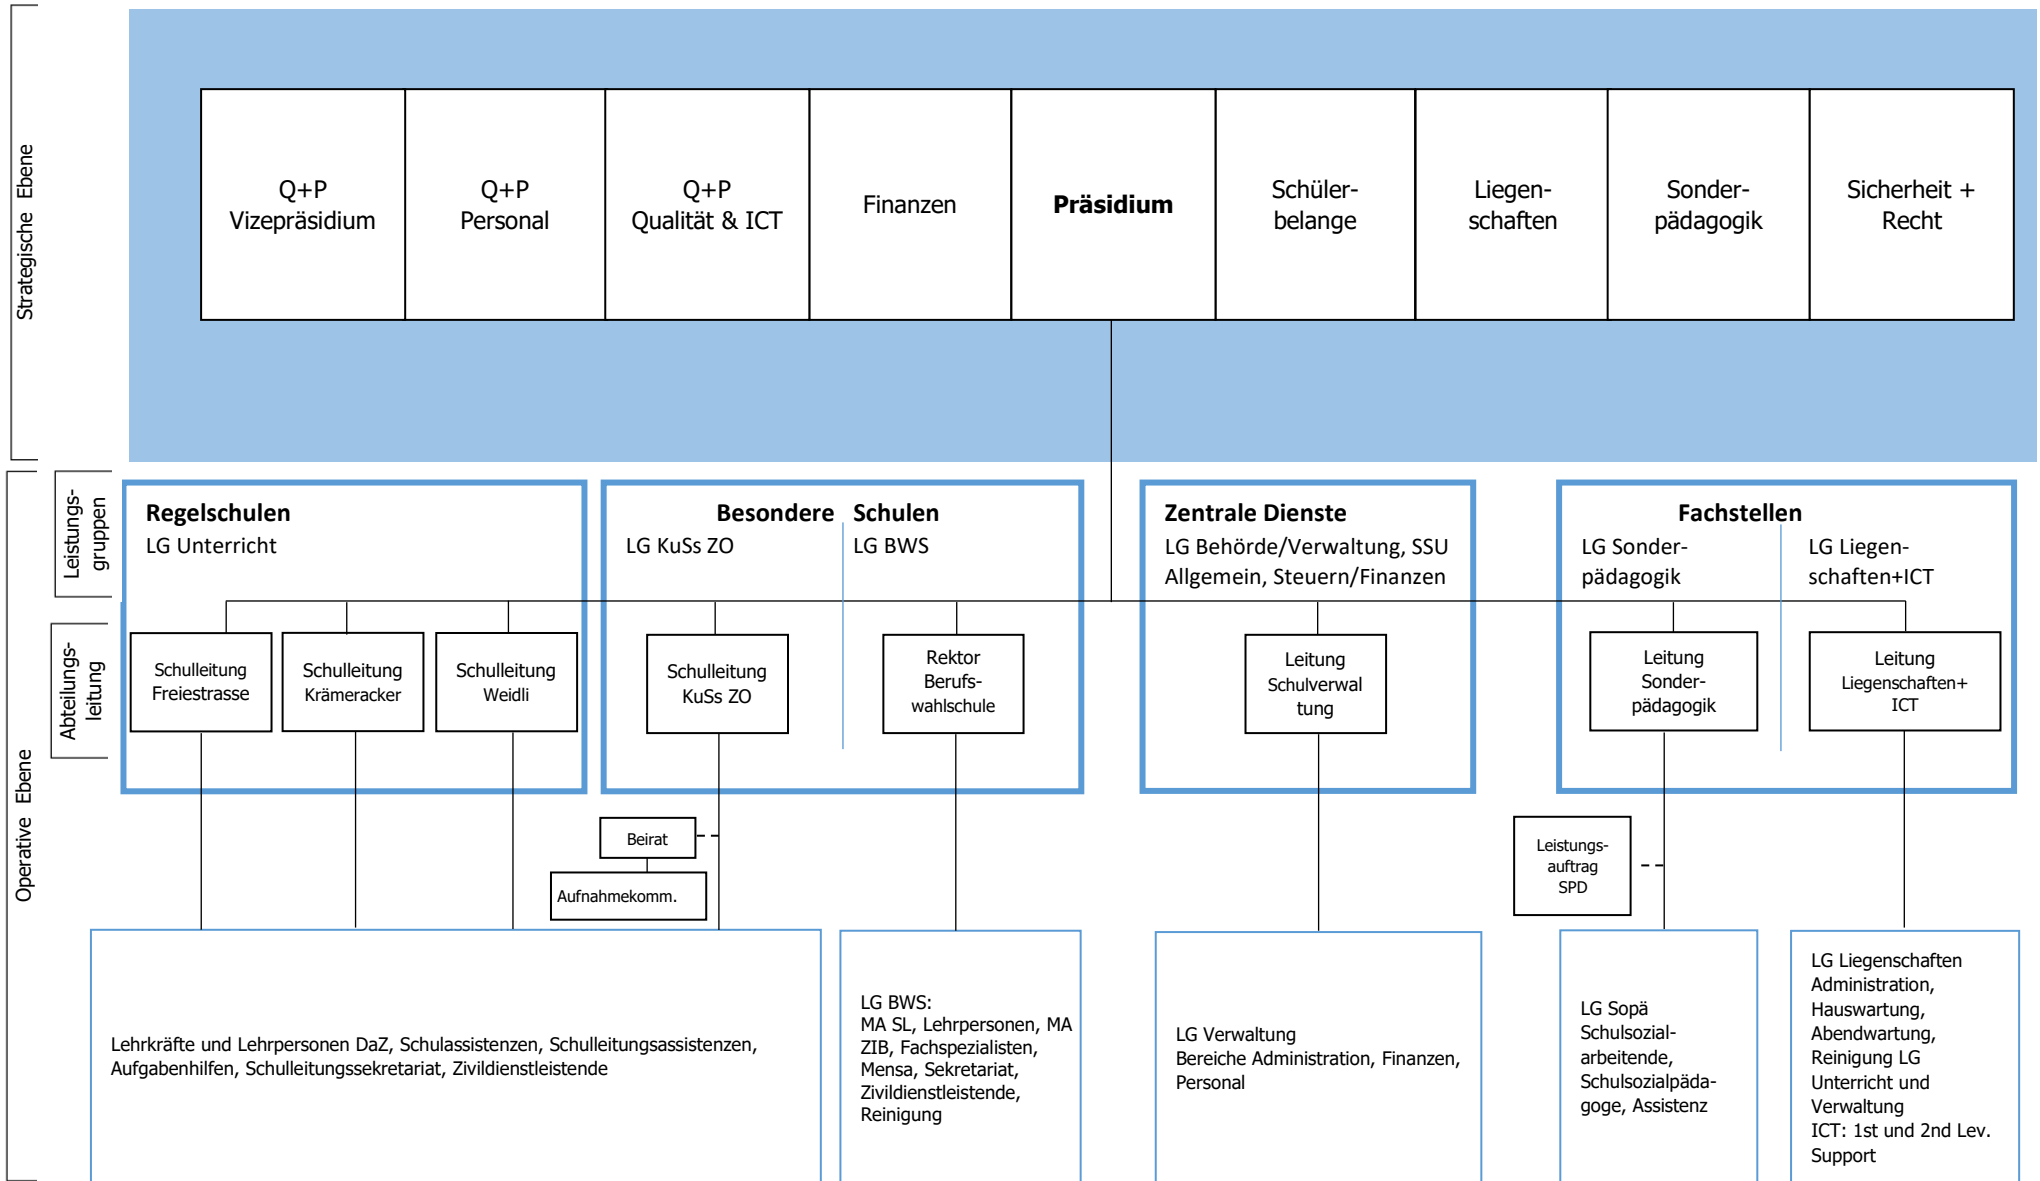 Strategische Ebene
Q+P
Vizepräsidium
Q+P
Personal
Q+P
Qualität & ICT
Finanzen
Präsidium
Schüler-
belange
Liegen-
schaften
Sonder-
pädagogik
Sicherheit +
Recht
Operative Ebene
Leistungs-
gruppen
Regelschulen
LG Unterricht
Besondere Schulen
LG KuSs ZO
LG BWS
Zentrale Dienste
LG Behörde/Verwaltung, SSU
Allgemein, Steuern/Finanzen
Fachstellen
LG Sonder-
pädagogik
LG Liegen-
schaften+ICT
Abteilungs-
leitung
Schulleitung
Freiestrasse
Schulleitung
Krämeracker
Schulleitung
Weidli
Schulleitung
KuSs ZO
Rektor
Berufs-
wahlschule
Leitung
Schulverwal
tung
Leitung
Sonder-
pädagogik
Leitung
Liegenschaften+
ICT
Beirat
Aufnahmekomm.
Leistungs-
auftrag
SPD
Lehrkräfte und Lehrpersonen DaZ, Schulassistenzen, Schulleitungsassistenzen,
Aufgabenhilfen, Schulleitungssekretariat, Zivildienstleistende
LG BWS:
MA SL, Lehrpersonen, MA
ZIB, Fachspezialisten,
Mensa, Sekretariat,
Zivildienstleistende,
Reinigung
LG Verwaltung
Bereiche Administration, Finanzen,
Personal
LG Sopä
Schulsozial-
arbeitende,
Schulsozialpäda-
goge, Assistenz
LG Liegenschaften
Administration,
Hauswartung,
Abendwartung,
Reinigung LG
Unterricht und
Verwaltung
ICT: 1st und 2nd Lev.
Support